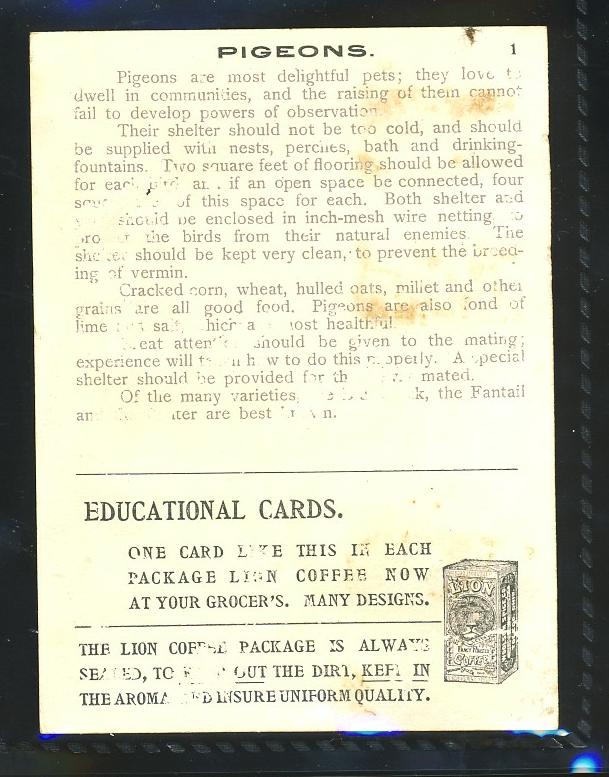 PIGEONS. 1
Pigeons are most delightful pets; they love to
dwell in communities, and the raising of them cannot
fail to develop powers of observation
Their shelter should not be too cold, and should
be supplied with nests, perches, bath and drinking-
fountains. Two square feet of flooring should be allowed
for each bird if an open space be connected, four
of this space for each. Both shelter and
should be enclosed in inch-mesh wire netting to
the birds from their natural enemies. The
shelter should be kept very clean, to prevent the breed-
ing of vermin.
Cracked corn, wheat, hulled oats, millet and other
grains are all good food. Pigeons are also fond of
lime salt, which most healthful
attention should be given to the mating;
experience will teach how to do this properly. A special
shelter should be provided for mated.
Of the many varieties, the Fantail
are best known.
EDUCATIONAL CARDS.
ONE CARD LIKE THIS IN EACH
PACKAGE LION COFFEE NOW
AT YOUR GROCER'S. MANY DESIGNS.
THE LION COFFEE PACKAGE IS ALWAYS
SEALED, TO KEEP OUT THE DIRT, KEEP IN
THE AROMA AND INSURE UNIFORM QUALITY.
LION
COFFEE